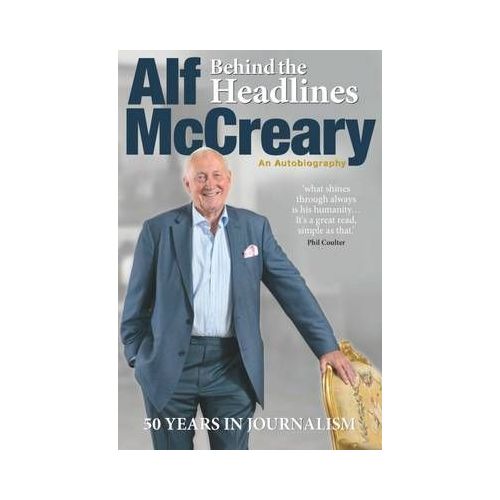 Alf
Behind the
Headlines
McCreary
An Autobiography
'what shines
through always
is his humanity...
It's a great read,
simple as that.'
Phil Coulter
50 YEARS IN JOURNALISM